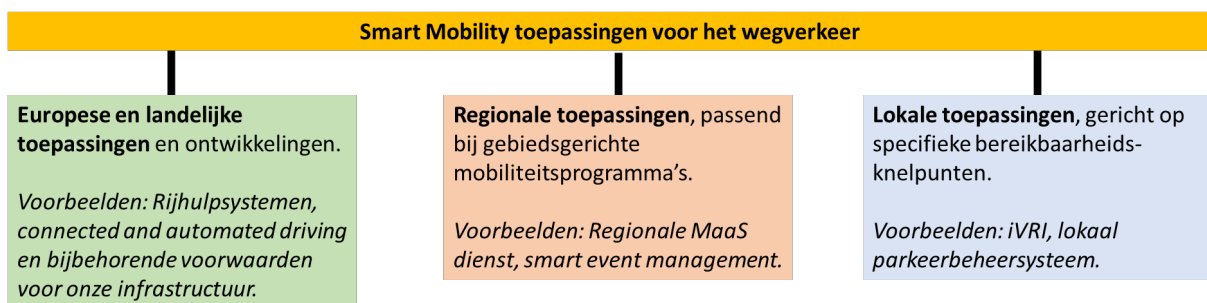 Smart Mobility toepassingen voor het wegverkeer
Europese en landelijke
toepassingen en ontwikkelingen.
Voorbeelden: Rijhulpsystemen,
connected and automated driving
en bijbehorende voorwaarden
voor onze infrastructuur.
Regionale toepassingen, passend
bij gebiedsgerichte
mobiliteitsprogramma’s.
Voorbeelden: Regionale MaaS
dienst, smart event management.
Lokale toepassingen, gericht op
specifieke bereikbaarheids-
knelpunten.
Voorbeelden: iVRI, lokaal
parkeerbeheersysteem.